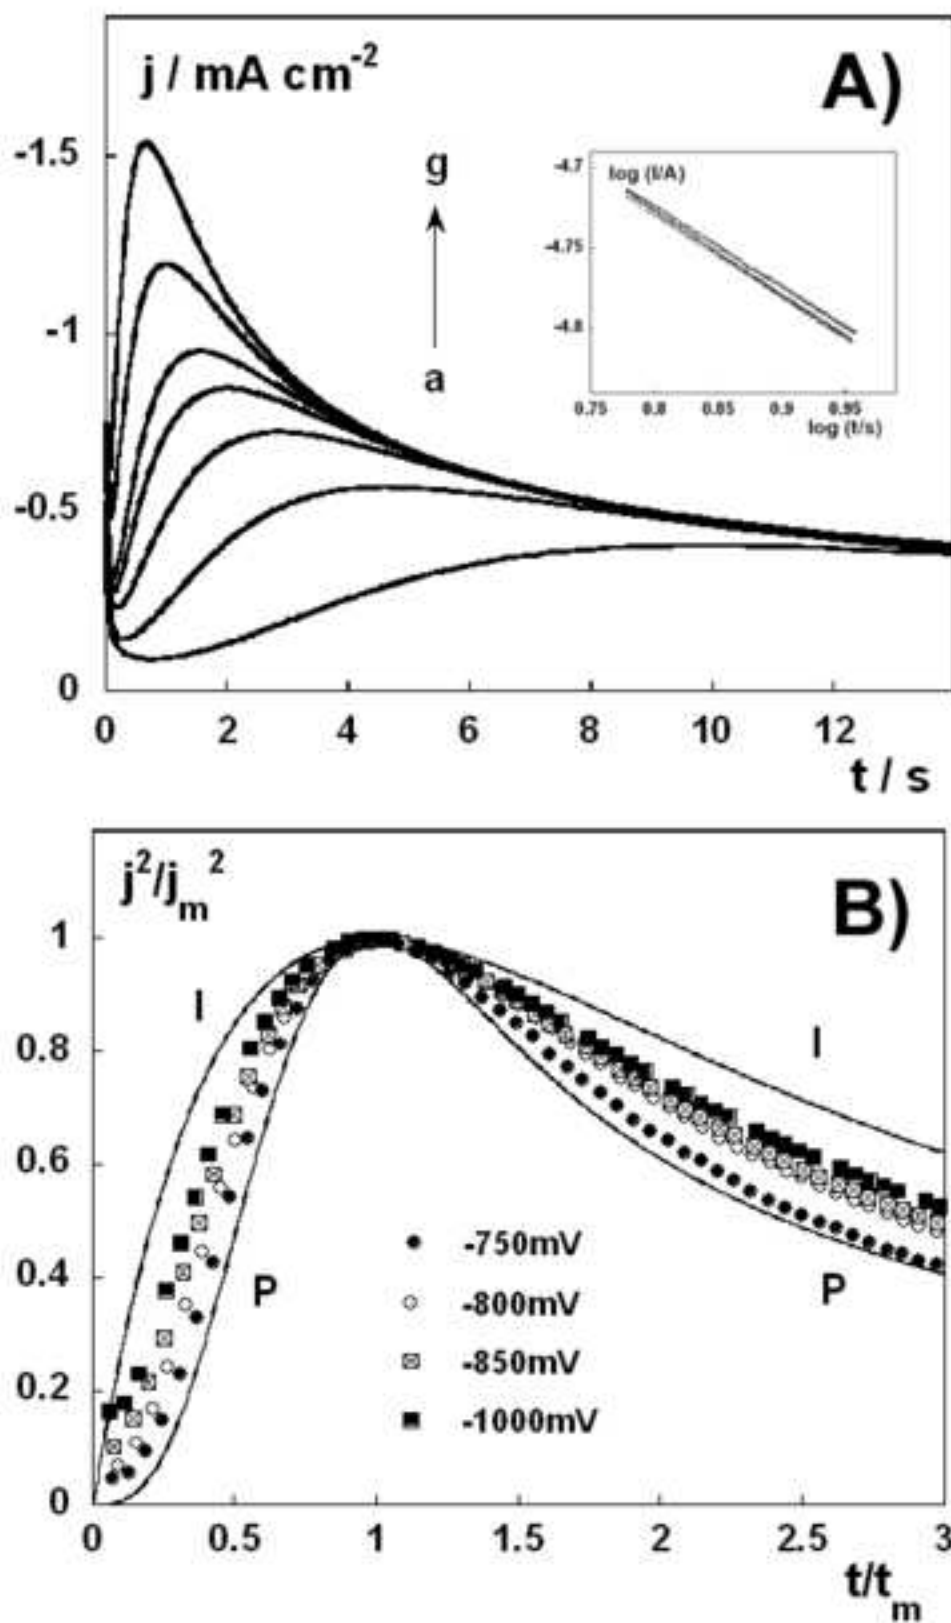 j / mA cm-2
A)
-1.5
-1
-0.5
0
g
a
-4.7
-4.75
-4.8
log (I/A)
0.75 0.8 0.85 0.9 0.95
log (t/s)
0 2 4 6 8 10 12
t / s
j2/jm2
B)
1
0.8
0.6
0.4
0.2
0
I
I
P
P
-750mV
-800mV
-850mV
-1000mV
0 0.5 1 1.5 2 2.5 3
t/tm